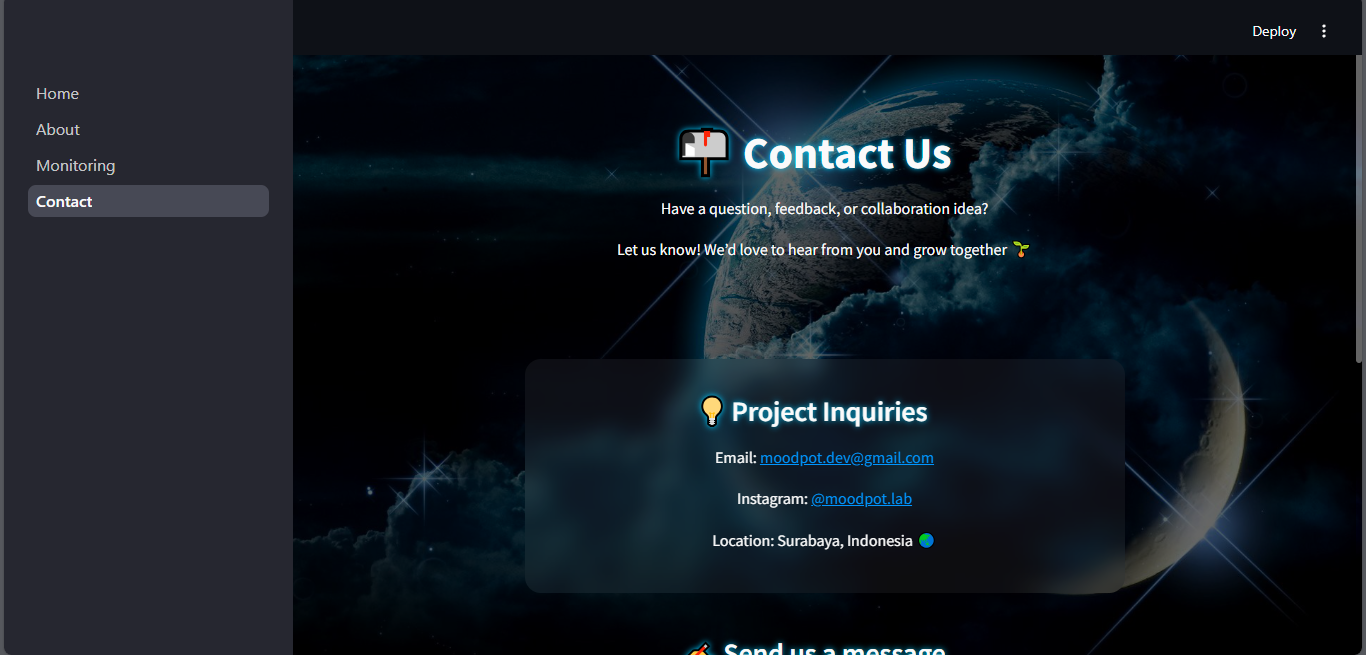 Deploy
Home
About
Monitoring
Contact
Contact Us
Have a question, feedback, or collaboration idea?
Let us know! We’d love to hear from you and grow together 🌱
Project Inquiries
Email: moodpot.dev@gmail.com
Instagram: @moodpot.lab
Location: Surabaya, Indonesia 🌏
Send us a message